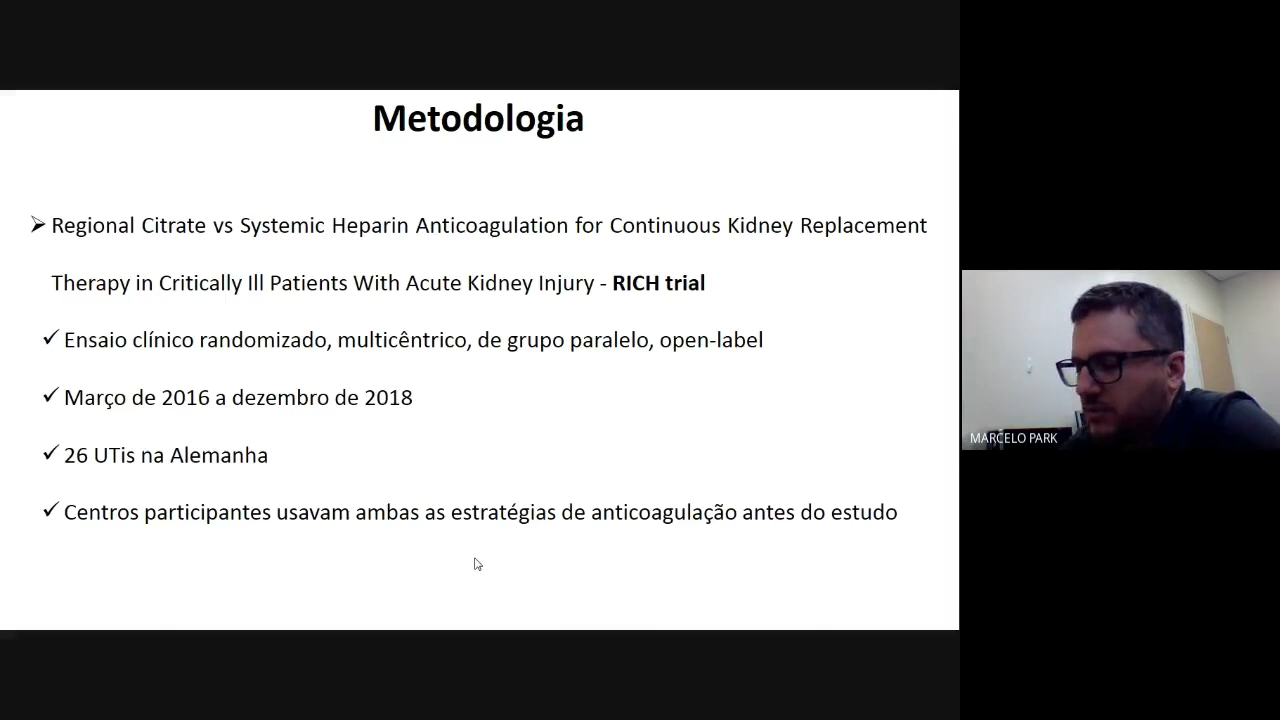 Metodologia
Regional Citrate vs Systemic Heparin Anticoagulation for Continuous Kidney Replacement
Therapy in Critically Ill Patients With Acute Kidney Injury - RICH trial
Ensaio clínico randomizado, multicêntrico, de grupo paralelo, open-label
Março de 2016 a dezembro de 2018
26 UTis na Alemanha
Centros participantes usavam ambas as estratégias de anticoagulação antes do estudo
MARCELO PARK